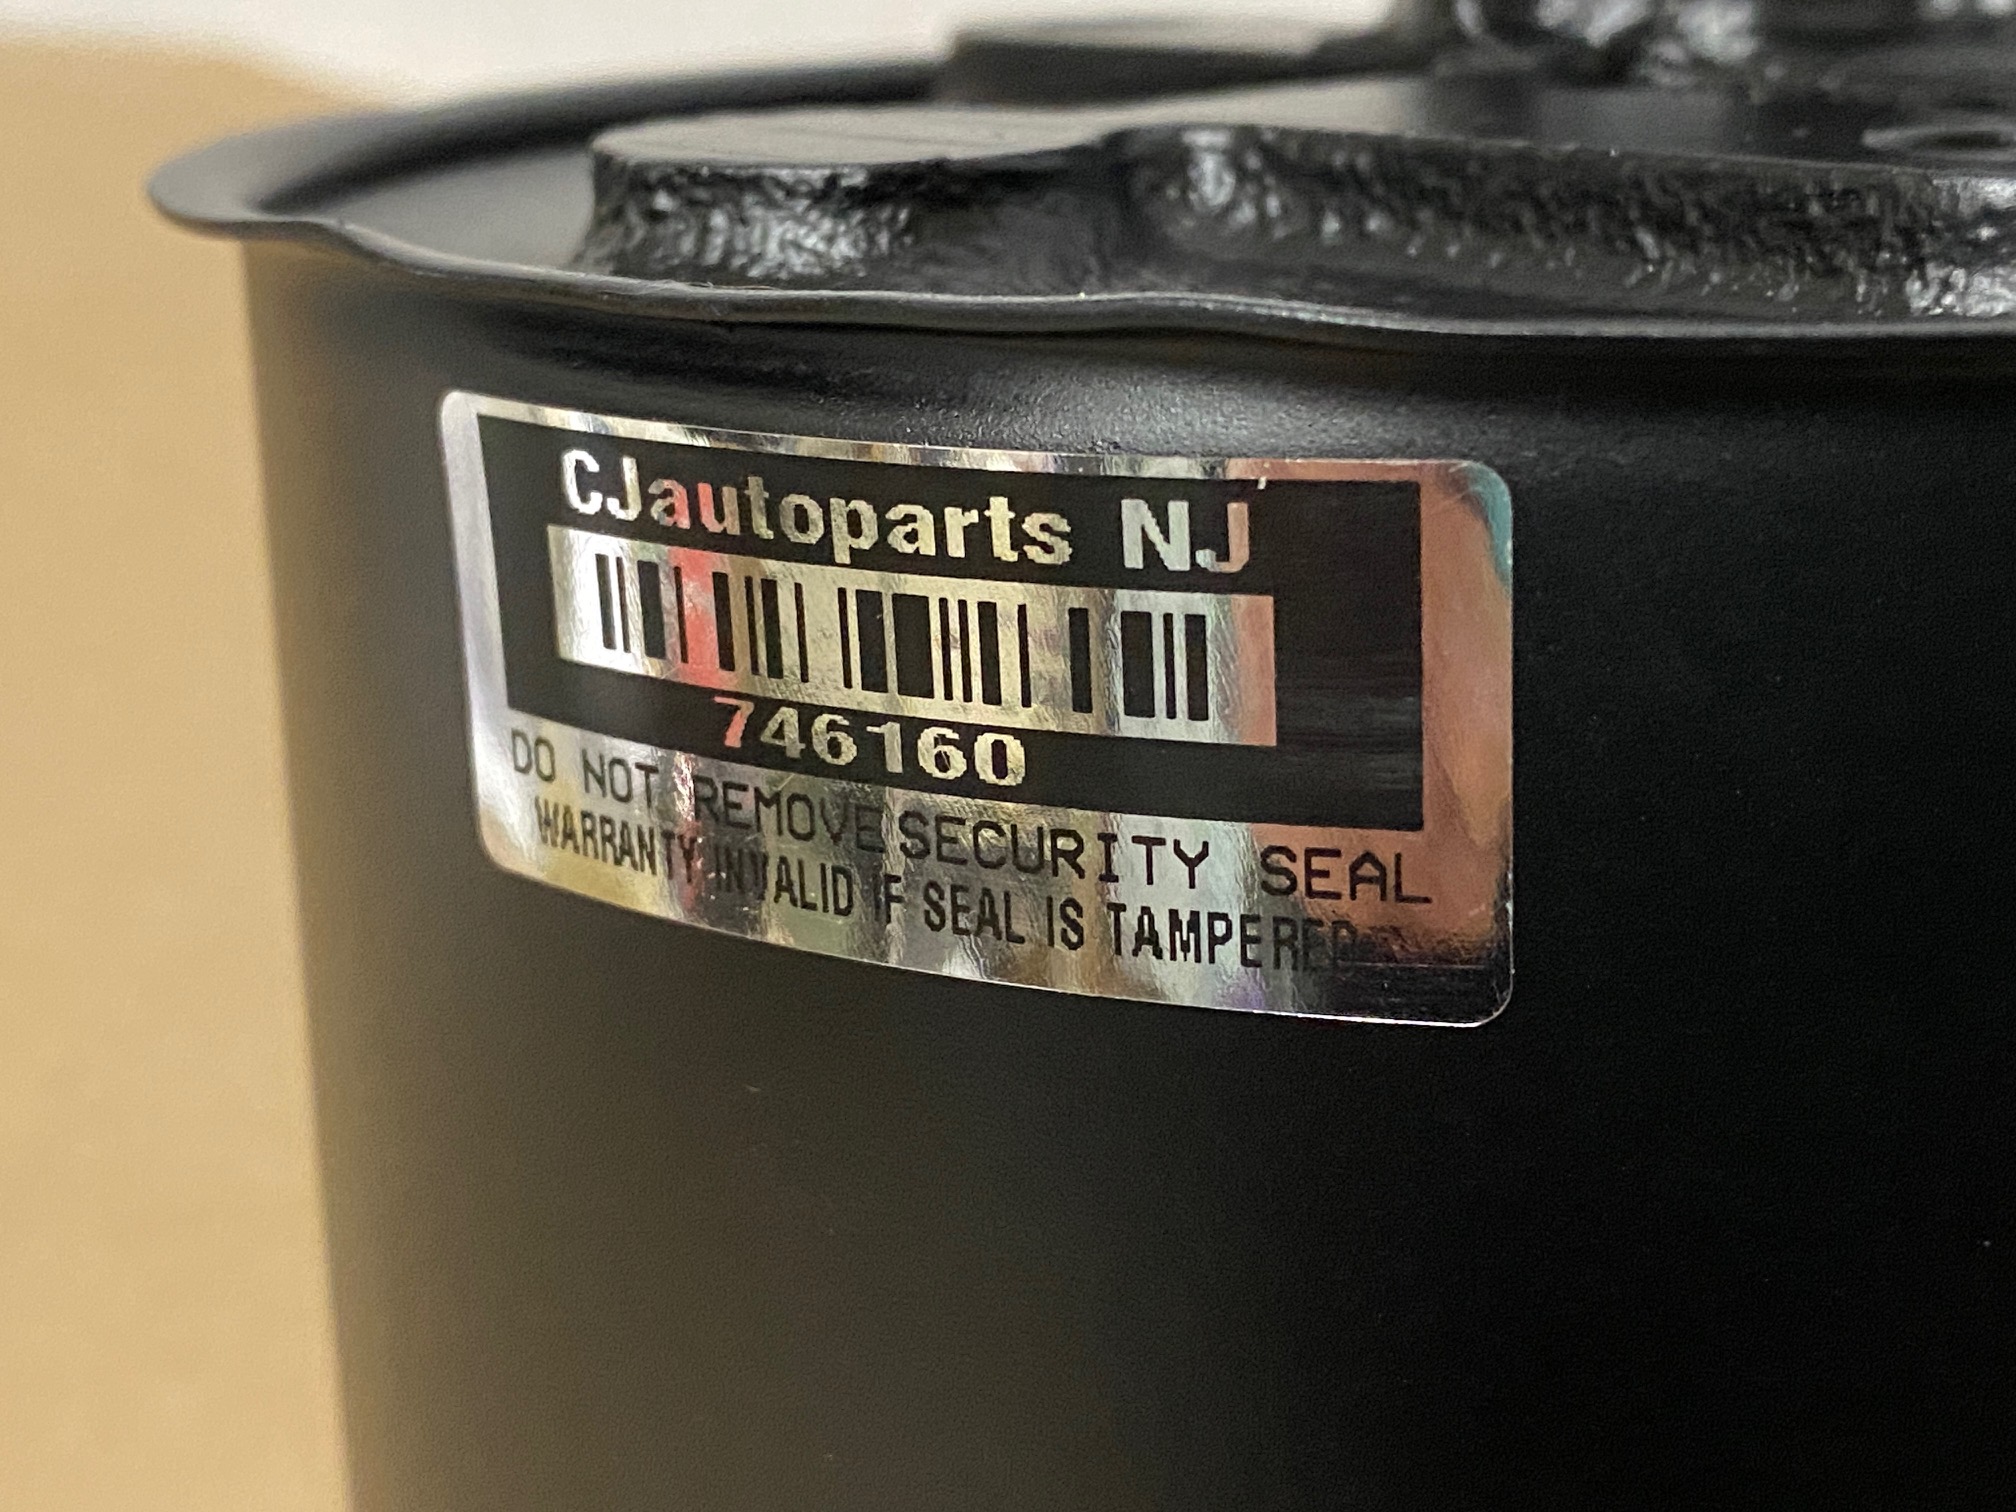 CJautoparts NJ
746160
DO NOT REMOVE SECURITY SEAL
WARRANTY INVALID IF SEAL IS TAMPERED